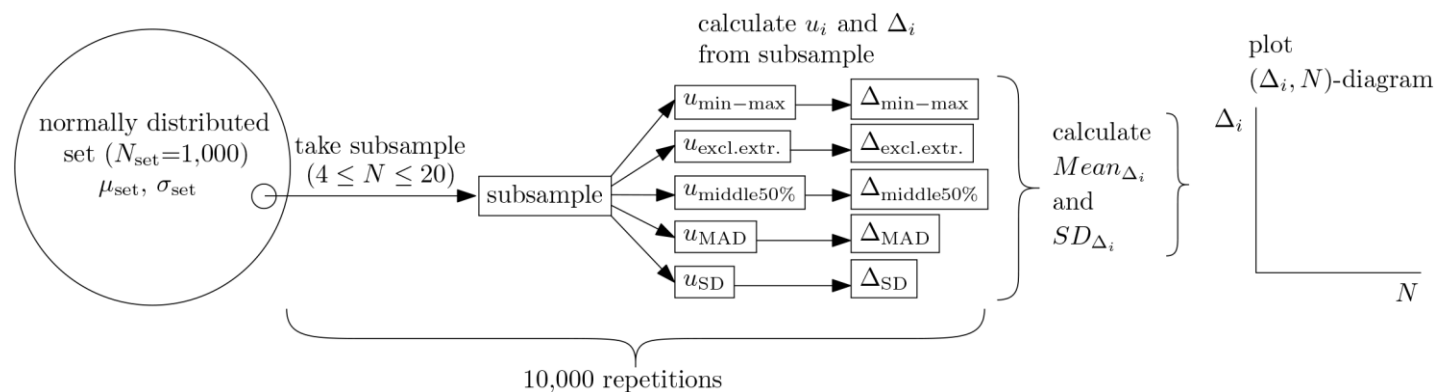 calculate u_i and Δ_i
from subsample
plot
(Δ_i, N)-diagram
normally distributed
set (N_set=1,000)
μ_set, σ_set
take subsample
(4 ≤ N ≤ 20)
subsample
u_min−max
Δ_min−max
u_excl.extr.
Δ_excl.extr.
u_middle50%
Δ_middle50%
u_MAD
Δ_MAD
u_SD
Δ_SD
calculate
Mean_Δ_i
and
SD_Δ_i
Δ_i
N
10,000 repetitions